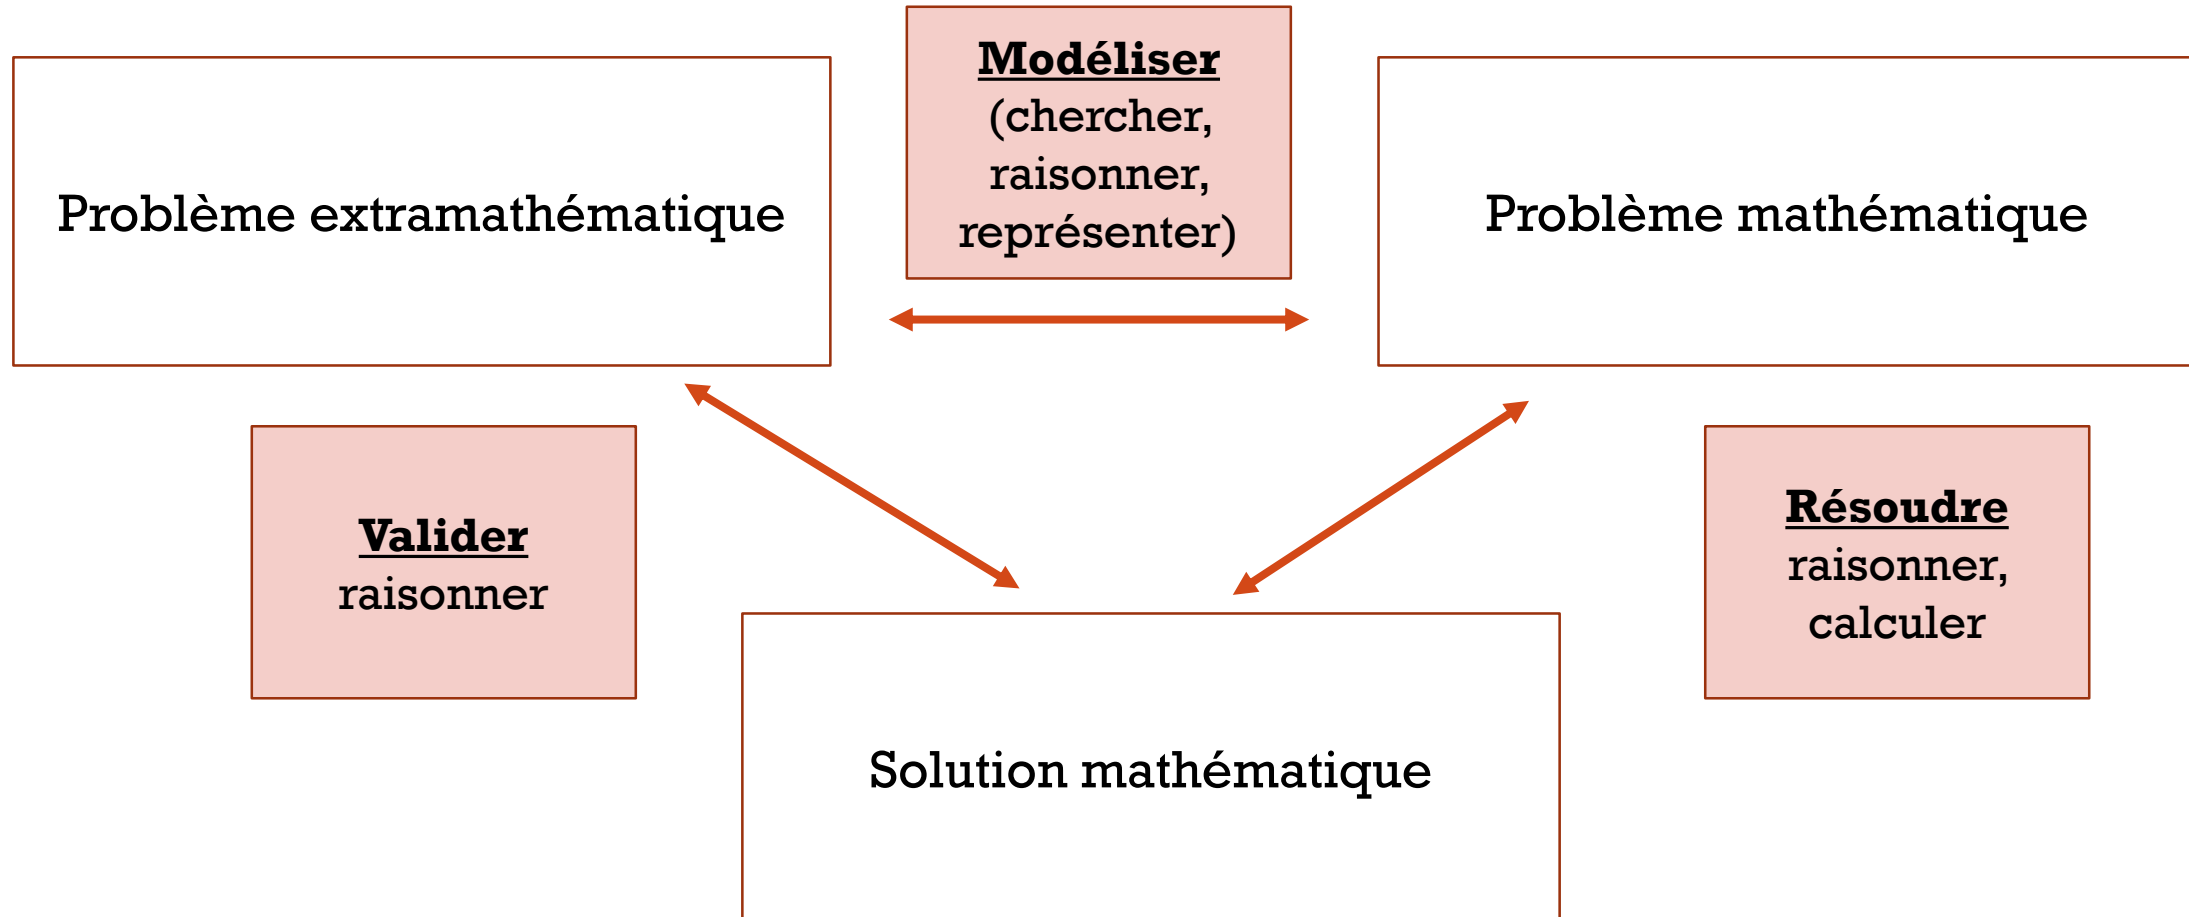 Modéliser
(chercher,
raisonner,
représenter)
Problème extramathématique
Problème mathématique
Valider
raisonner
Résoudre
raisonner,
calculer
Solution mathématique